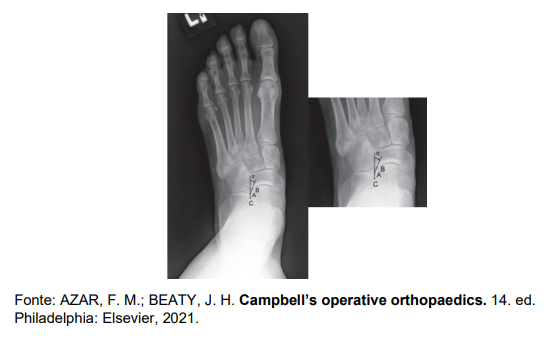 L
α
B
A
C
α
B
A
C
Fonte: AZAR, F. M.; BEATY, J. H. Campbell’s operative orthopaedics. 14. ed.
Philadelphia: Elsevier, 2021.